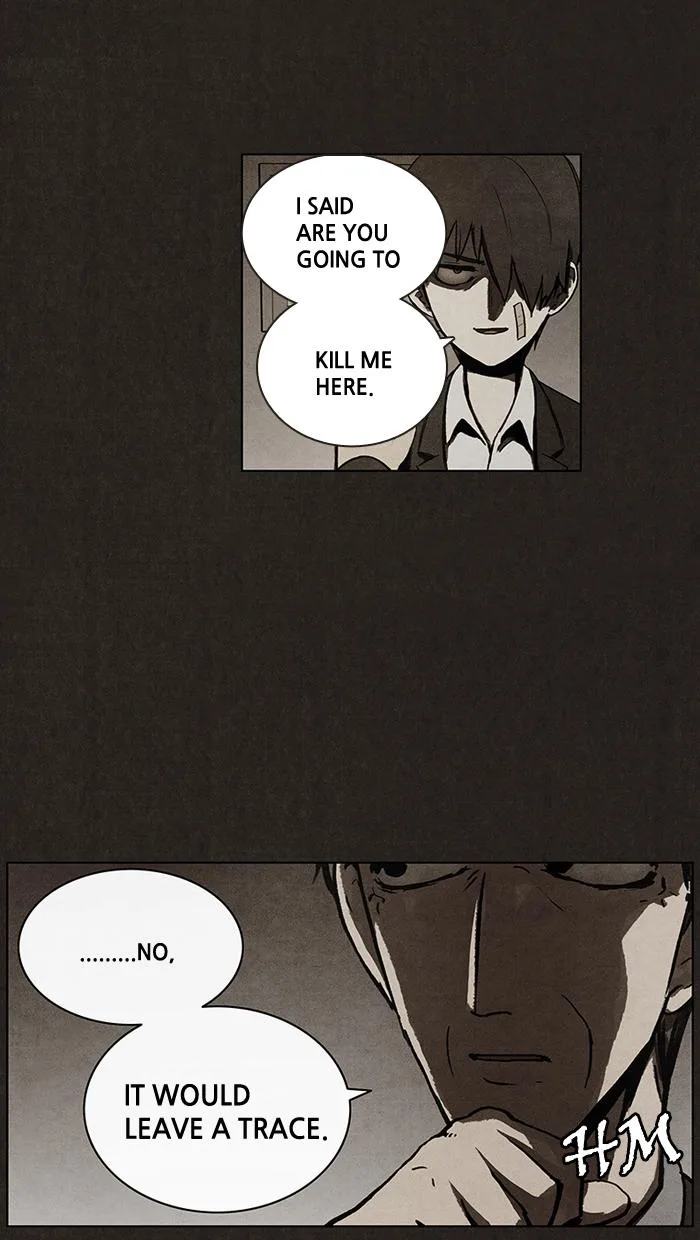 I SAID
ARE YOU
GOING TO
KILL ME
HERE.
.........NO,
IT WOULD
LEAVE A TRACE.
HM